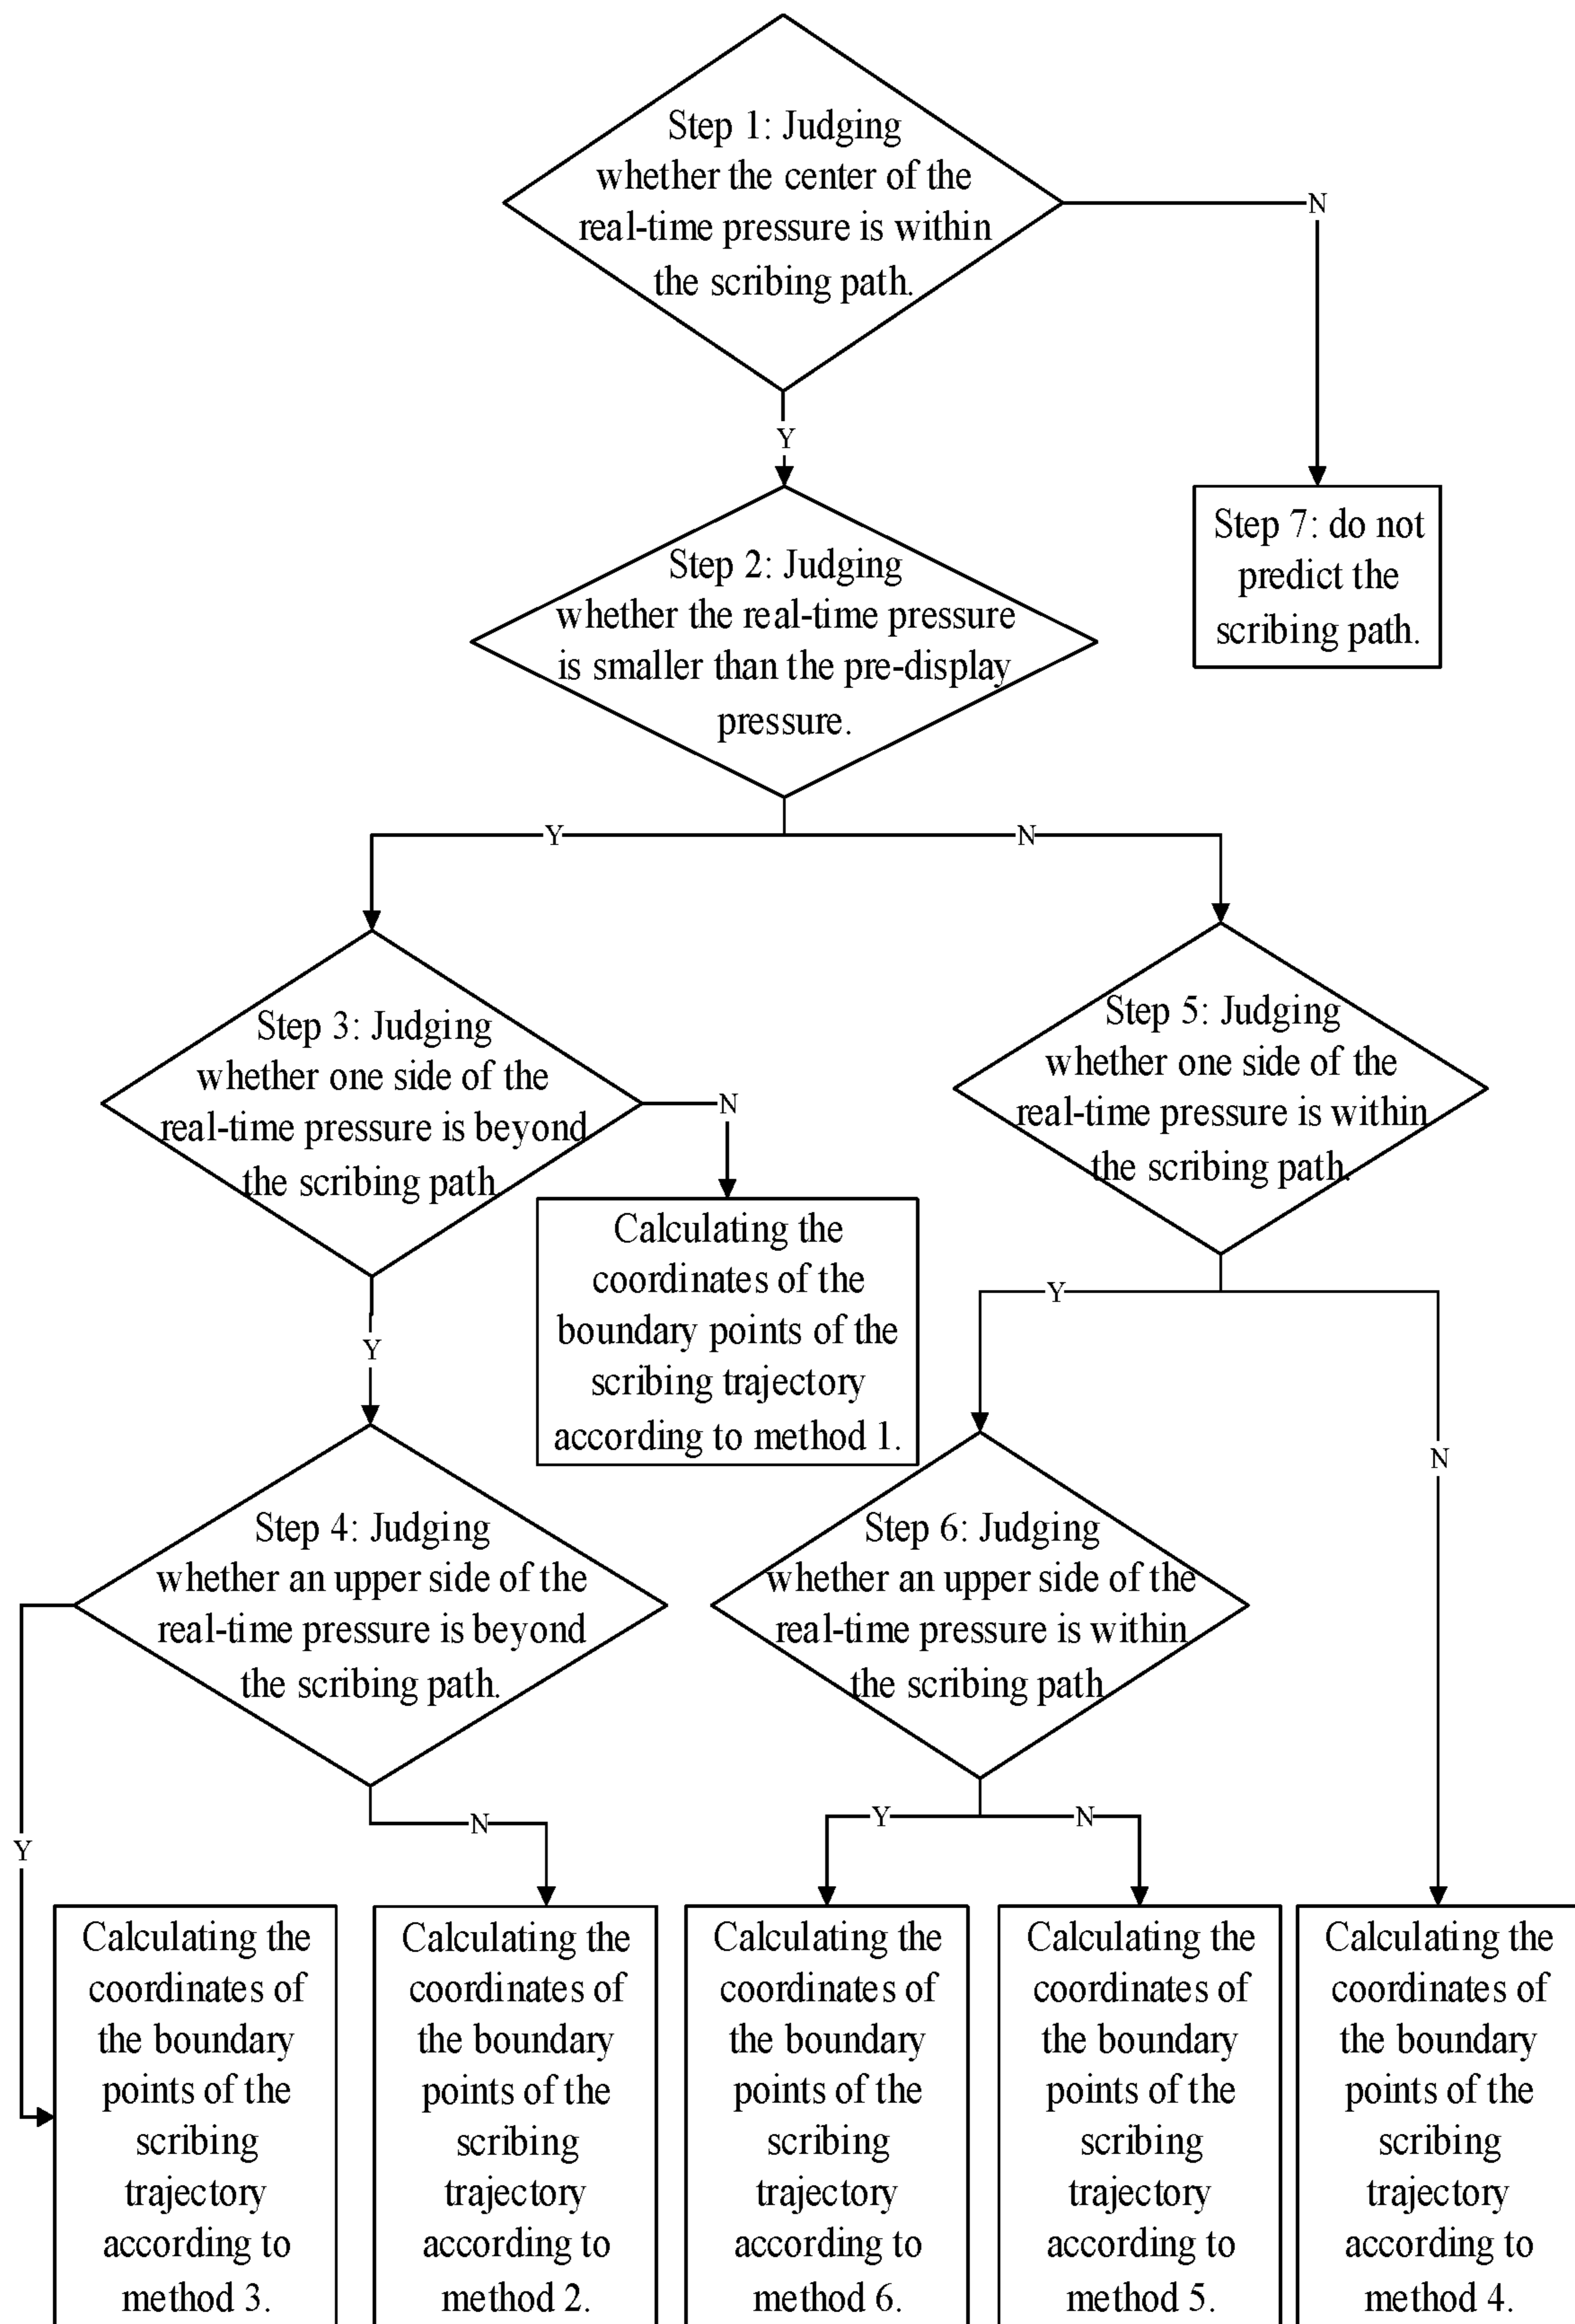 Step 1: Judging
whether the center of the
real-time pressure is within
the scribing path.
N
Y
Step 7: do not
predict the
scribing path.
Step 2: Judging
whether the real-time pressure
is smaller than the pre-display
pressure.
Y
N
Step 3: Judging
whether one side of the
real-time pressure is beyond
the scribing path.
N
Step 5: Judging
whether one side of the
real-time pressure is within
the scribing path.
Calculating the
coordinates of the
boundary points of the
scribing trajectory
according to method 1.
Y
Y
N
Step 4: Judging
whether an upper side of the
real-time pressure is beyond
the scribing path.
Step 6: Judging
whether an upper side of the
real-time pressure is within
the scribing path.
Y
N
Y
N
Calculating the
coordinates of
the boundary
points of the
scribing
trajectory
according to
method 3.
Calculating the
coordinates of
the boundary
points of the
scribing
trajectory
according to
method 2.
Calculating the
coordinates of
the boundary
points of the
scribing
trajectory
according to
method 6.
Calculating the
coordinates of
the boundary
points of the
scribing
trajectory
according to
method 5.
Calculating the
coordinates of
the boundary
points of the
scribing
trajectory
according to
method 4.